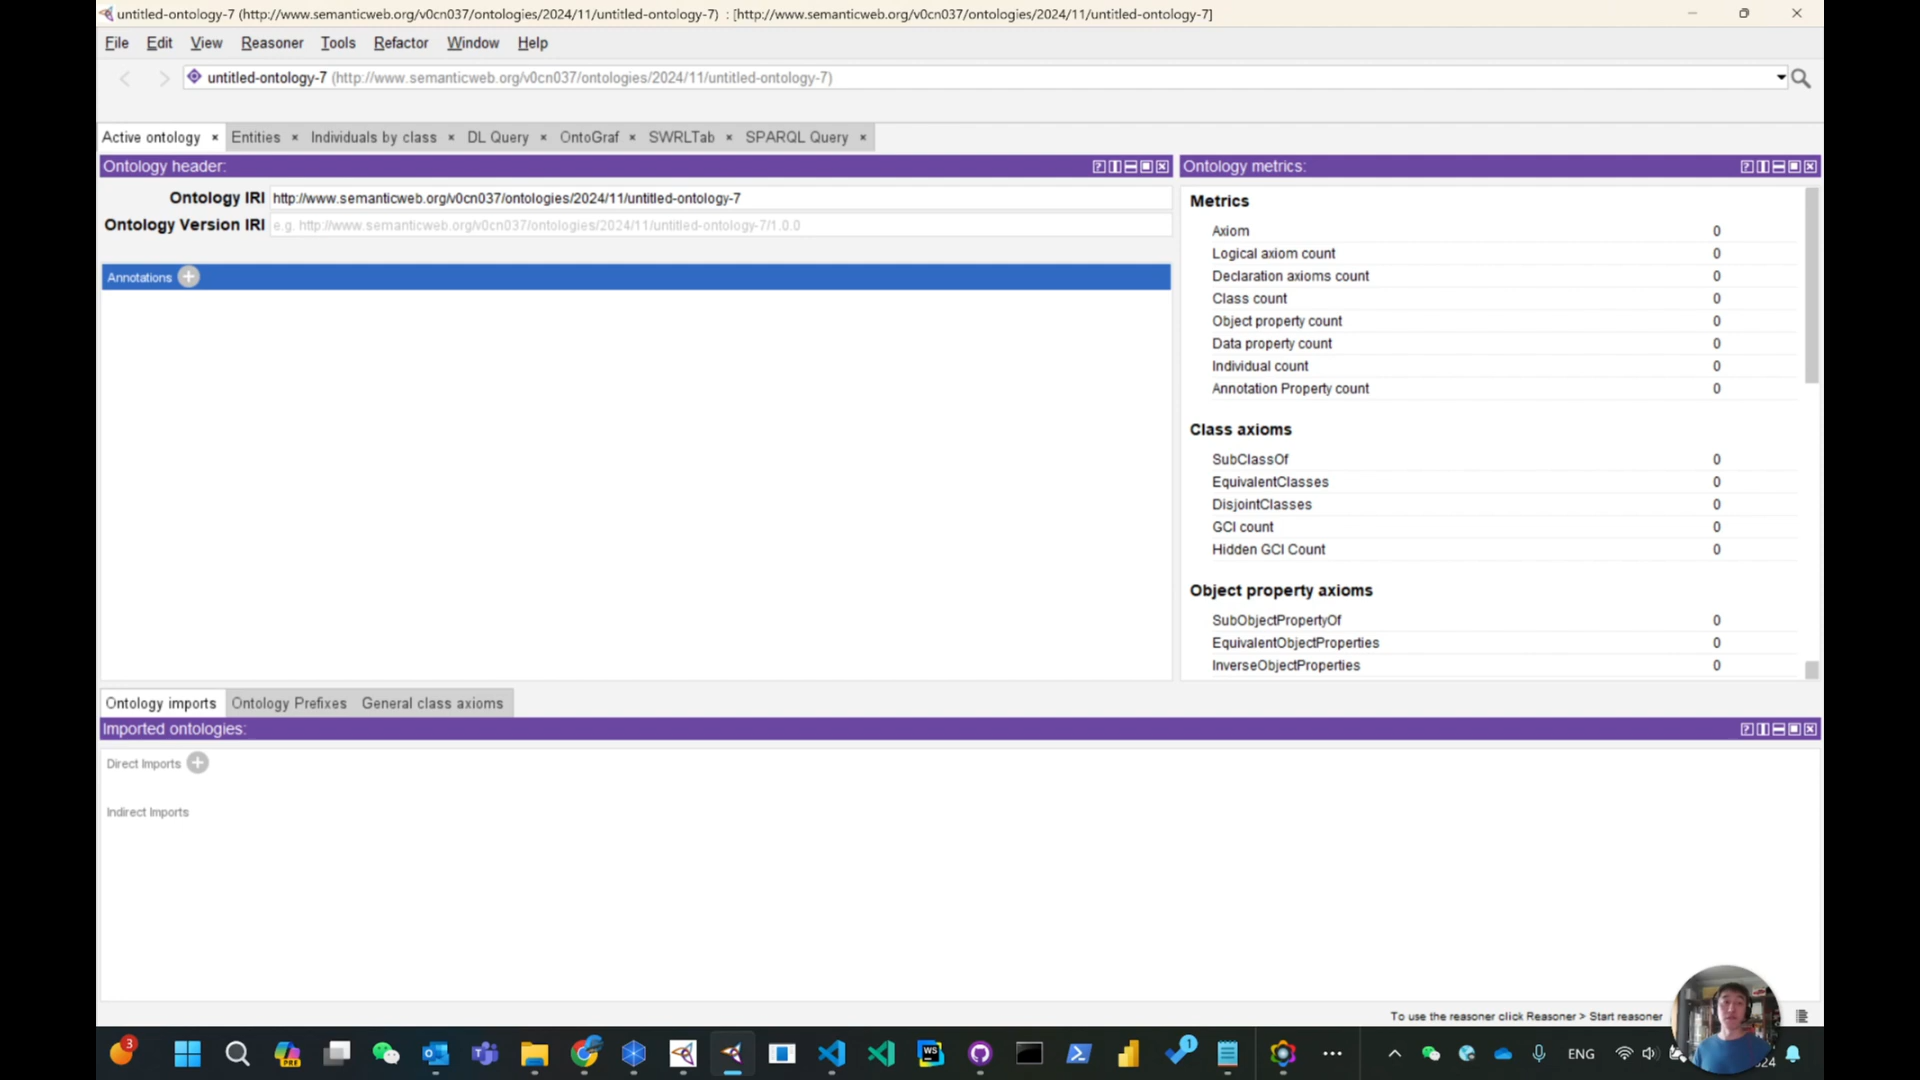 untitled-ontology-7 (http://www.semanticweb.org/v0cn037/ontologies/2024/11/untitled-ontology-7) : [http://www.semanticweb.org/v0cn037/ontologies/2024/11/untitled-ontology-7]
File Edit View Reasoner Tools Refactor Window Help
untitled-ontology-7 (http://www.semanticweb.org/v0cn037/ontologies/2024/11/untitled-ontology-7)
Active ontology × Entities × Individuals by class × DL Query × OntoGraf × SWRLTab × SPARQL Query ×
Ontology header:
Ontology IRI http://www.semanticweb.org/v0cn037/ontologies/2024/11/untitled-ontology-7
Ontology Version IRI e.g. http://www.semanticweb.org/v0cn037/ontologies/2024/11/untitled-ontology-7/1.0.0
Annotations
Ontology metrics:
Metrics
Axiom 0
Logical axiom count 0
Declaration axioms count 0
Class count 0
Object property count 0
Data property count 0
Individual count 0
Annotation Property count 0
Class axioms
SubClassOf 0
EquivalentClasses 0
DisjointClasses 0
GCI count 0
Hidden GCI Count 0
Object property axioms
SubObjectPropertyOf 0
EquivalentObjectProperties 0
InverseObjectProperties 0
Ontology imports Ontology Prefixes General class axioms
Imported ontologies:
Direct Imports
Indirect Imports
To use the reasoner click Reasoner > Start reasoner
3
PRE
WS
1
ENG
24